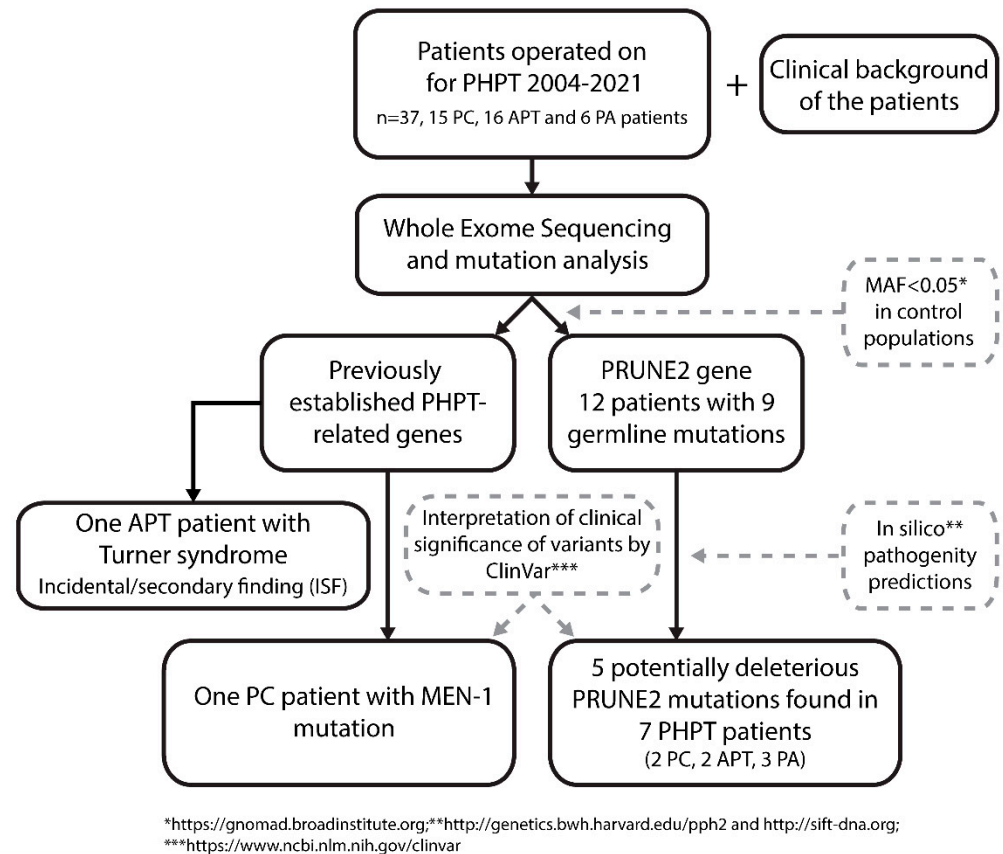 Patients operated on
for PHPT 2004-2021
n=37, 15 PC, 16 APT and 6 PA patients
+
Clinical background
of the patients
Whole Exome Sequencing
and mutation analysis
MAF<0.05*
in control
populations
Previously
established PHPT-
related genes
PRUNE2 gene
12 patients with 9
germline mutations
One APT patient with
Turner syndrome
Incidental/secondary finding (ISF)
Interpretation of clinical
significance of variants by
ClinVar***
In silico**
pathogenity
predictions
One PC patient with MEN-1
mutation
5 potentially deleterious
PRUNE2 mutations found in
7 PHPT patients
(2 PC, 2 APT, 3 PA)
*https://gnomad.broadinstitute.org;**http://genetics.bwh.harvard.edu/pph2 and http://sift-dna.org;
***https://www.ncbi.nlm.nih.gov/clinvar